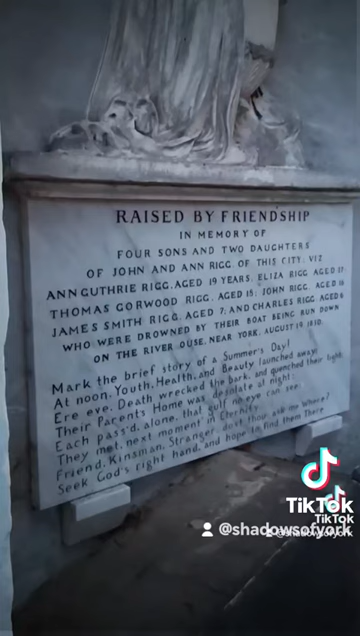 RAISED BY FRIENDSHIP
IN MEMORY OF
FOUR SONS AND TWO DAUGHTERS
OF JOHN AND ANN RIGG, OF THIS CITY: VIZ
ANN GUTHRIE RIGG, AGED 19 YEARS, ELIZA RIGG, AGED 17:
THOMAS GORWOOD RIGG, AGED 18; JOHN RIGG, AGED 16
JAMES SMITH RIGG, AGED 7; AND CHARLES RIGG, AGED 6
WHO WERE DROWNED BY THEIR BOAT BEING RUN DOWN
ON THE RIVER OUSE, NEAR YORK, AUGUST 19, 1830.
Mark the brief story of a Summer's Day!
At noon, Youth, Health, and Beauty launched away;
Ere eve, Death wrecked the bark, and quenched their light
Their Parents' Home was desolate at night:
Each pass'd, alone, that gulf no eye can see;
They met, next moment in Eternity.
Friend, Kinsman, Stranger, dost thou ask me Where?
Seek God's right hand, and hope to find them There.
TikTok
TikTok
@shadowsofyork
@shadowsofyork